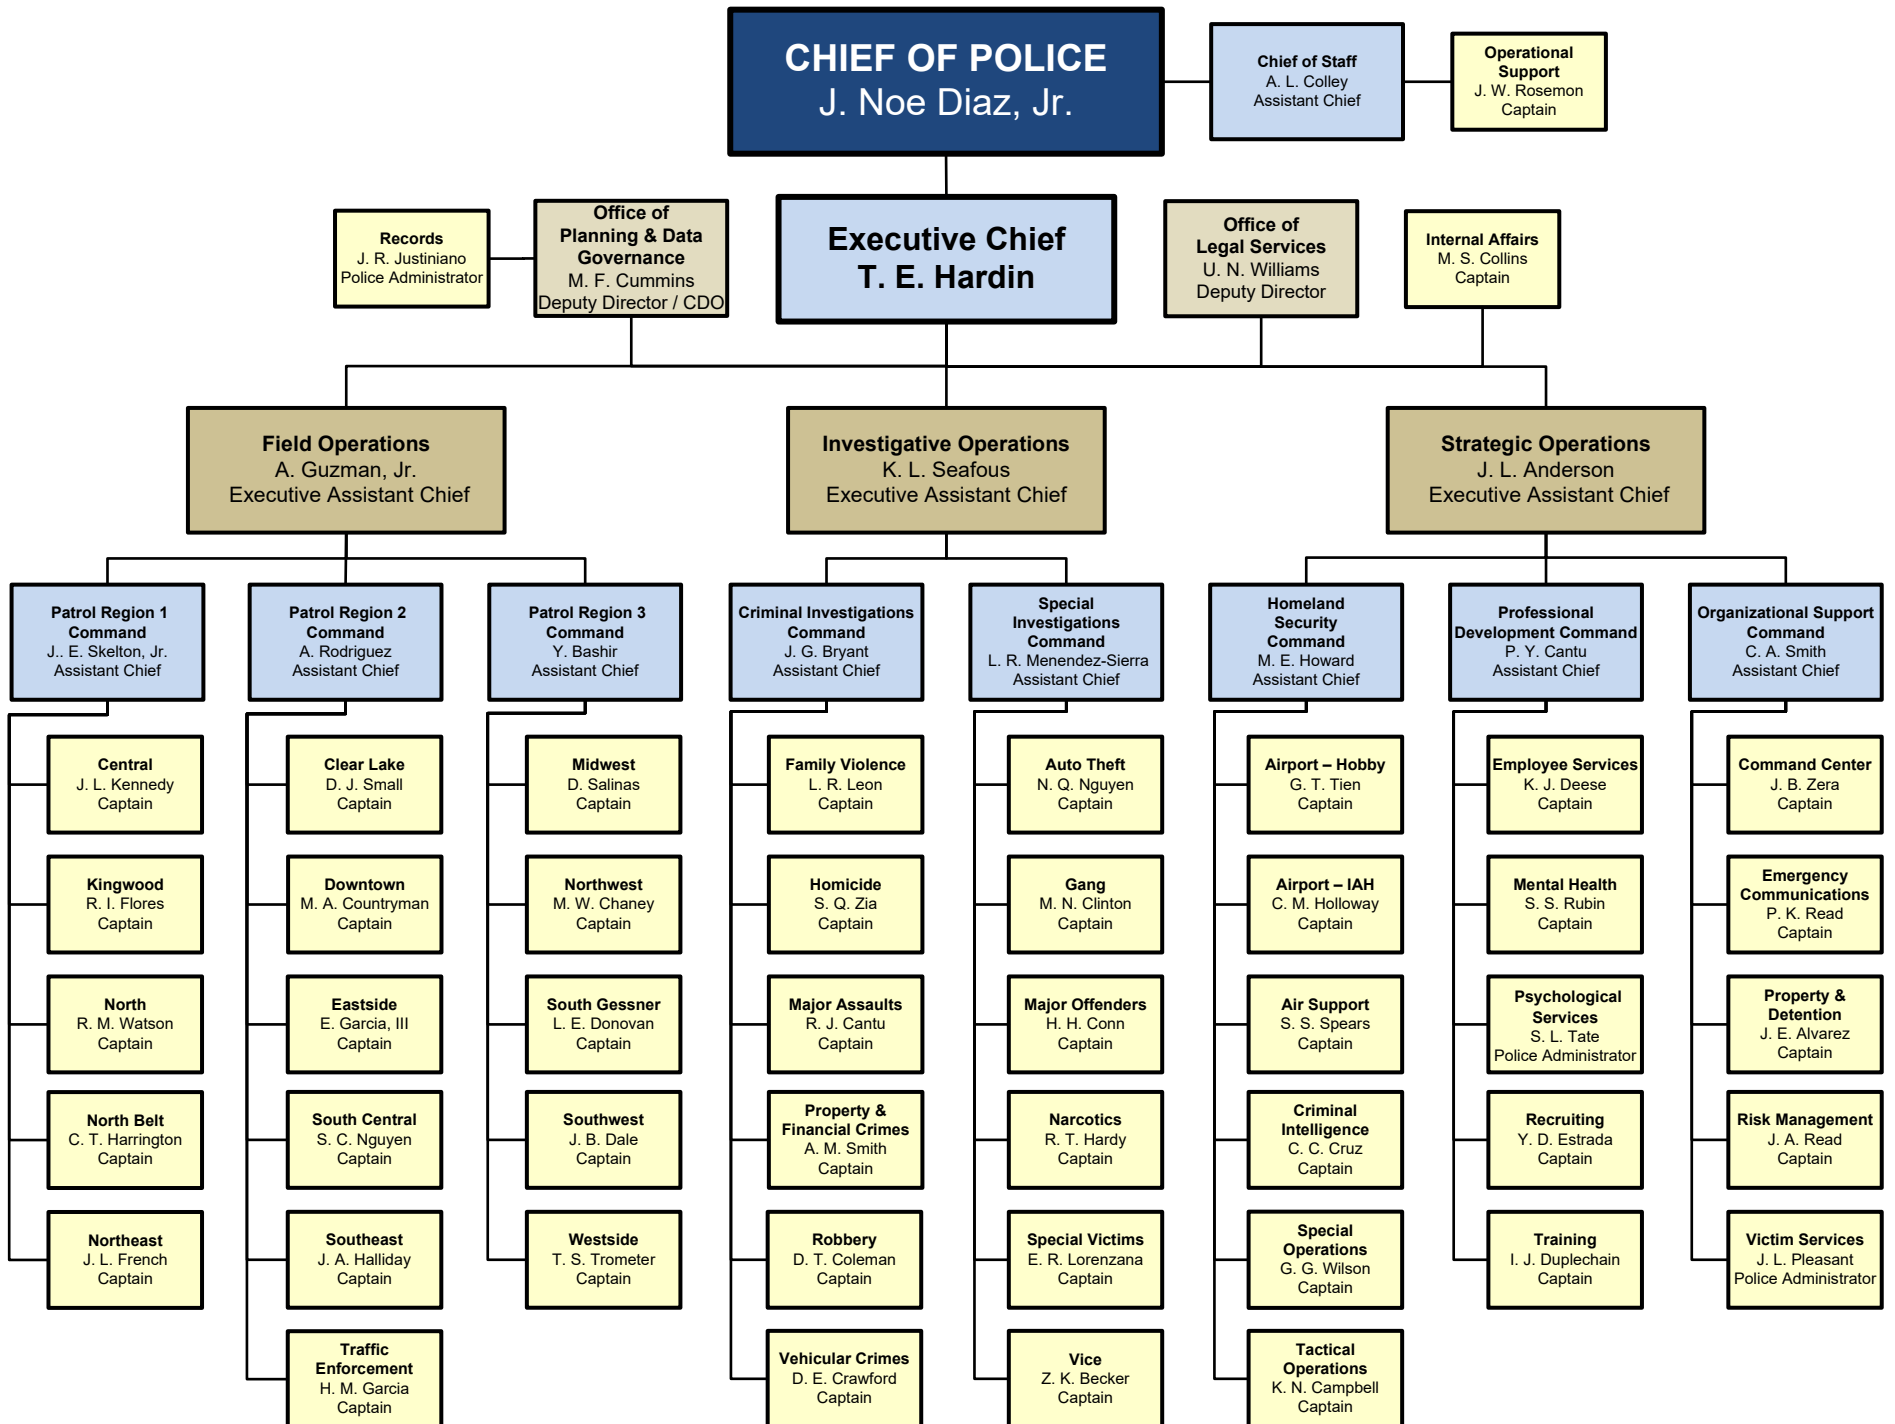 CHIEF OF POLICE
J. Noe Diaz, Jr.
Chief of Staff
A. L. Colley
Assistant Chief
Operational
Support
J. W. Rosemon
Captain
Records
J. R. Justiniano
Police Administrator
Office of
Planning & Data
Governance
M. F. Cummins
Deputy Director / CDO
Executive Chief
T. E. Hardin
Office of
Legal Services
U. N. Williams
Deputy Director
Internal Affairs
M. S. Collins
Captain
Field Operations
A. Guzman, Jr.
Executive Assistant Chief
Investigative Operations
K. L. Seafous
Executive Assistant Chief
Strategic Operations
J. L. Anderson
Executive Assistant Chief
Patrol Region 1
Command
J.. E. Skelton, Jr.
Assistant Chief
Patrol Region 2
Command
A. Rodriguez
Assistant Chief
Patrol Region 3
Command
Y. Bashir
Assistant Chief
Criminal Investigations
Command
J. G. Bryant
Assistant Chief
Special
Investigations
Command
L. R. Menendez-Sierra
Assistant Chief
Homeland
Security
Command
M. E. Howard
Assistant Chief
Professional
Development Command
P. Y. Cantu
Assistant Chief
Organizational Support
Command
C. A. Smith
Assistant Chief
Central
J. L. Kennedy
Captain
Clear Lake
D. J. Small
Captain
Midwest
D. Salinas
Captain
Family Violence
L. R. Leon
Captain
Auto Theft
N. Q. Nguyen
Captain
Airport – Hobby
G. T. Tien
Captain
Employee Services
K. J. Deese
Captain
Command Center
J. B. Zera
Captain
Kingwood
R. I. Flores
Captain
Downtown
M. A. Countryman
Captain
Northwest
M. W. Chaney
Captain
Homicide
S. Q. Zia
Captain
Gang
M. N. Clinton
Captain
Airport – IAH
C. M. Holloway
Captain
Mental Health
S. S. Rubin
Captain
Emergency
Communications
P. K. Read
Captain
North
R. M. Watson
Captain
Eastside
E. Garcia, III
Captain
South Gessner
L. E. Donovan
Captain
Major Assaults
R. J. Cantu
Captain
Major Offenders
H. H. Conn
Captain
Air Support
S. S. Spears
Captain
Psychological
Services
S. L. Tate
Police Administrator
Property &
Detention
J. E. Alvarez
Captain
North Belt
C. T. Harrington
Captain
South Central
S. C. Nguyen
Captain
Southwest
J. B. Dale
Captain
Property &
Financial Crimes
A. M. Smith
Captain
Narcotics
R. T. Hardy
Captain
Criminal
Intelligence
C. C. Cruz
Captain
Recruiting
Y. D. Estrada
Captain
Risk Management
J. A. Read
Captain
Northeast
J. L. French
Captain
Southeast
J. A. Halliday
Captain
Westside
T. S. Trometer
Captain
Robbery
D. T. Coleman
Captain
Special Victims
E. R. Lorenzana
Captain
Special
Operations
G. G. Wilson
Captain
Training
I. J. Duplechain
Captain
Victim Services
J. L. Pleasant
Police Administrator
Traffic
Enforcement
H. M. Garcia
Captain
Vehicular Crimes
D. E. Crawford
Captain
Vice
Z. K. Becker
Captain
Tactical
Operations
K. N. Campbell
Captain